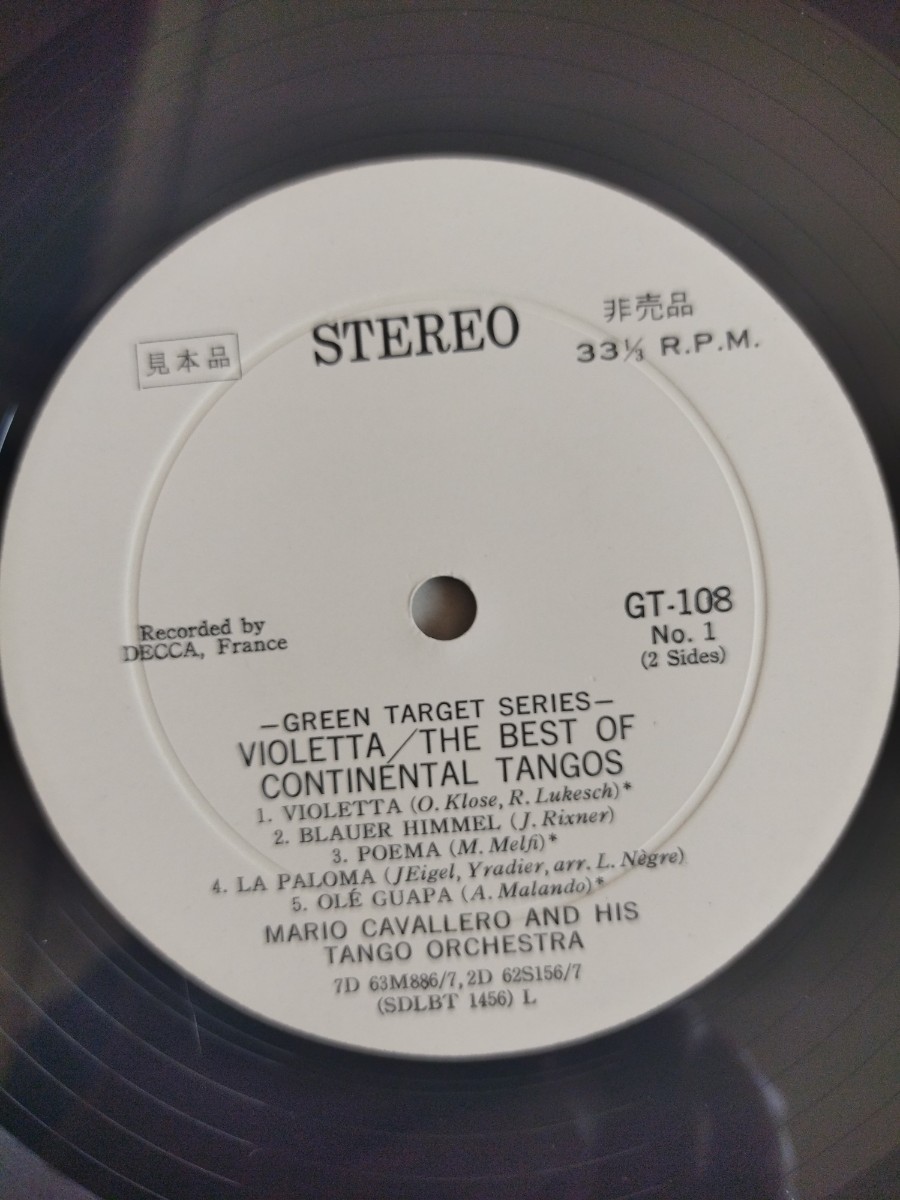 STEREO
見本品
非売品
33⅓ R.P.M.
Recorded by
DECCA, France
GT-108
No. 1
(2 Sides)
—GREEN TARGET SERIES—
VIOLETTA/THE BEST OF
CONTINENTAL TANGOS
1. VIOLETTA (O. Klose, R. Lukesch)*
2. BLAUER HIMMEL (J. Rixner)
3. POEMA (M. Melfi)*
4. LA PALOMA (JEigel, Yradier, arr. L. Nègre)
5. OLÉ GUAPA (A. Malando)*
MARIO CAVALLERO AND HIS
TANGO ORCHESTRA
7D 63M886/7, 2D 62S156/7
(SDLBT 1456) L